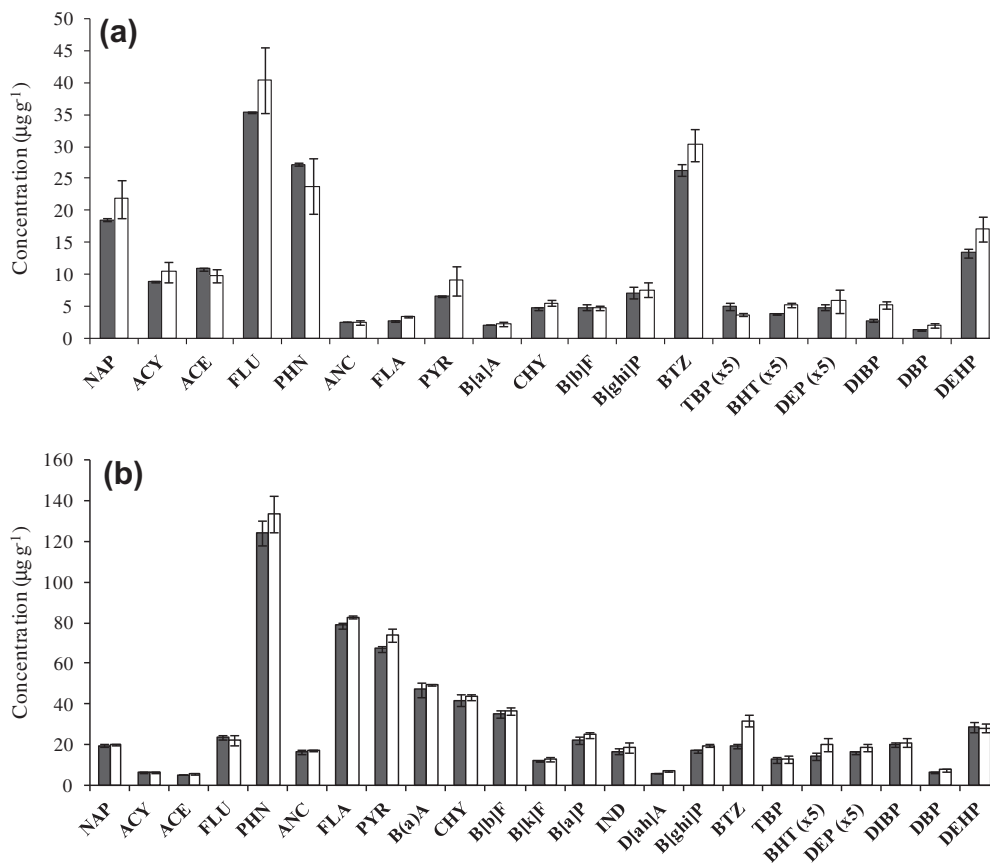 (a)
Concentration (µg g⁻¹)
50
45
40
35
30
25
20
15
10
5
0
NAP
ACY
ACE
FLU
PHN
ANC
FLA
PYR
B[a]A
CHY
B[b]F
B[ghi]P
BTZ
TBP (x5)
BHT (x5)
DEP (x5)
DIBP
DBP
DEHP
(b)
Concentration (µg g⁻¹)
160
140
120
100
80
60
40
20
0
NAP
ACY
ACE
FLU
PHN
ANC
FLA
PYR
B(a)A
CHY
B[b]F
B[k]F
B[a]P
IND
D[ah]A
B[ghi]P
BTZ
TBP
BHT (x5)
DEP (x5)
DIBP
DBP
DEHP